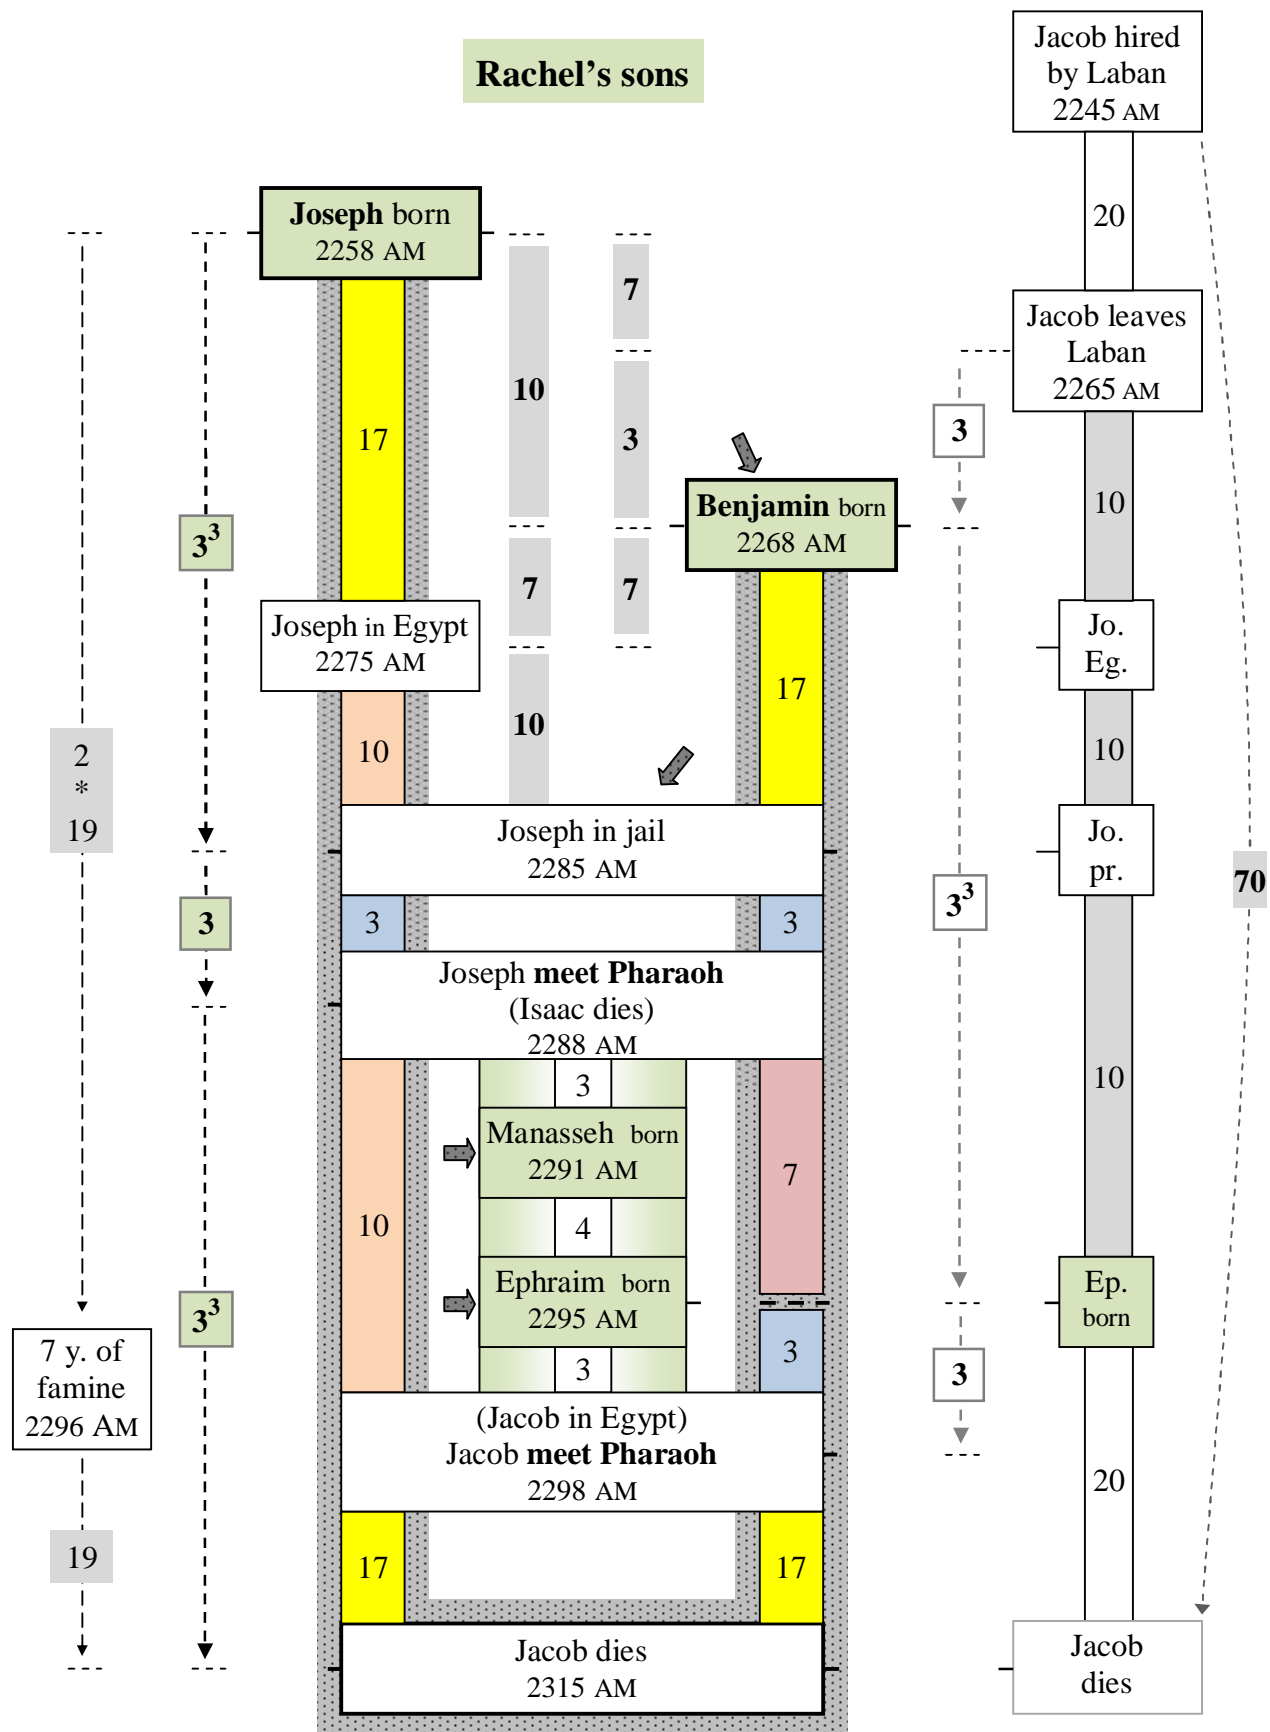 Rachel's sons
Jacob hired
by Laban
2245 AM
20
Joseph born
2258 AM
7
Jacob leaves
Laban
2265 AM
10
3
3
17
10
Benjamin born
2268 AM
3³
7
7
Joseph in Egypt
2275 AM
Jo.
Eg.
17
10
10
10
2
*
19
Joseph in jail
2285 AM
Jo.
pr.
70
3³
3
3
3
Joseph meet Pharaoh
(Isaac dies)
2288 AM
3
10
Manasseh born
2291 AM
7
10
4
Ephraim born
2295 AM
Ep.
born
3³
7 y. of
famine
2296 AM
3
3
3
(Jacob in Egypt)
Jacob meet Pharaoh
2298 AM
20
19
17
17
Jacob dies
2315 AM
Jacob
dies